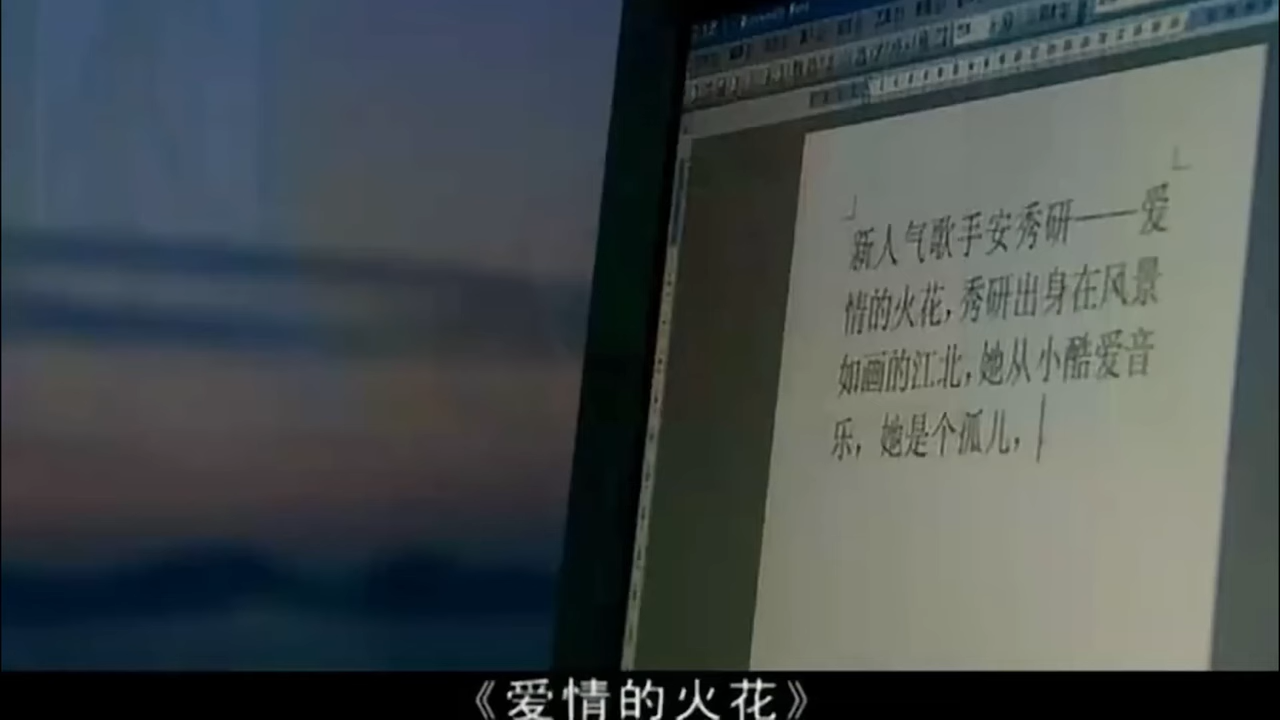 新人气歌手安秀研——爱
情的火花，秀研出身在风景
如画的江北，她从小酷爱音
乐，她是个孤儿，
《爱情的火花》